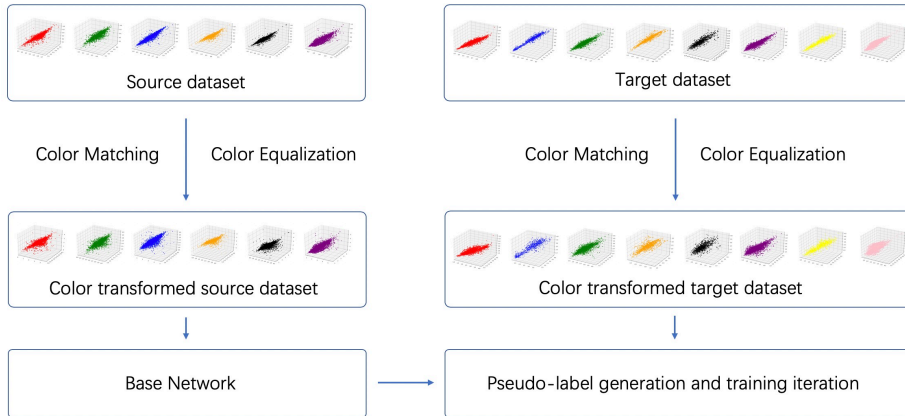 Source dataset
Target dataset
Color Matching
Color Equalization
Color Matching
Color Equalization
Color transformed source dataset
Color transformed target dataset
Base Network
Pseudo-label generation and training iteration